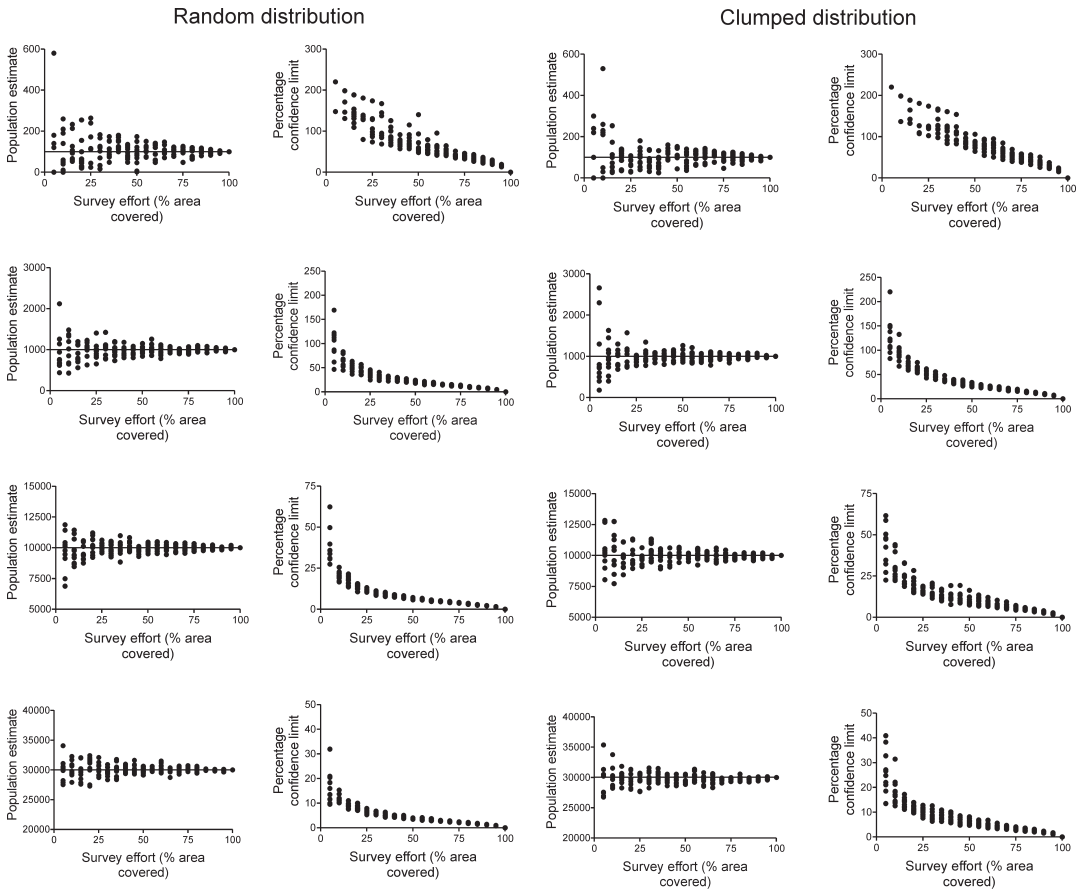 Random distribution
Clumped distribution
Population estimate
600
400
200
0
0 25 50 75 100
Survey effort (% area
covered)
Percentage
confidence limit
300
200
100
0
0 25 50 75 100
Survey effort (% area
covered)
Population estimate
600
400
200
0
0 25 50 75 100
Survey effort (% area
covered)
Percentage
confidence limit
300
200
100
0
0 25 50 75 100
Survey effort (% area
covered)
Population estimate
3000
2000
1000
0
0 25 50 75 100
Survey effort (% area
covered)
Percentage
confidence limit
250
200
150
100
50
0
0 25 50 75 100
Survey effort (% area
covered)
Population estimate
3000
2000
1000
0
0 25 50 75 100
Survey effort (% area
covered)
Percentage
confidence limit
250
200
150
100
50
0
0 25 50 75 100
Survey effort (% area
covered)
Population estimate
15000
12500
10000
7500
5000
0 25 50 75 100
Survey effort (% area
covered)
Percentage
confidence limit
75
50
25
0
0 25 50 75 100
Survey effort (% area
covered)
Population estimate
15000
12500
10000
7500
5000
0 25 50 75 100
Survey effort (% area
covered)
Percentage
confidence limit
75
50
25
0
0 25 50 75 100
Survey effort (% area
covered)
Population estimate
40000
35000
30000
25000
20000
0 25 50 75 100
Survey effort (% area
covered)
Percentage
confidence limit
50
40
30
20
10
0
0 25 50 75 100
Survey effort (% area
covered)
Population estimate
40000
35000
30000
25000
20000
0 25 50 75 100
Survey effort (% area
covered)
Percentage
confidence limit
50
40
30
20
10
0
0 25 50 75 100
Survey effort (% area
covered)